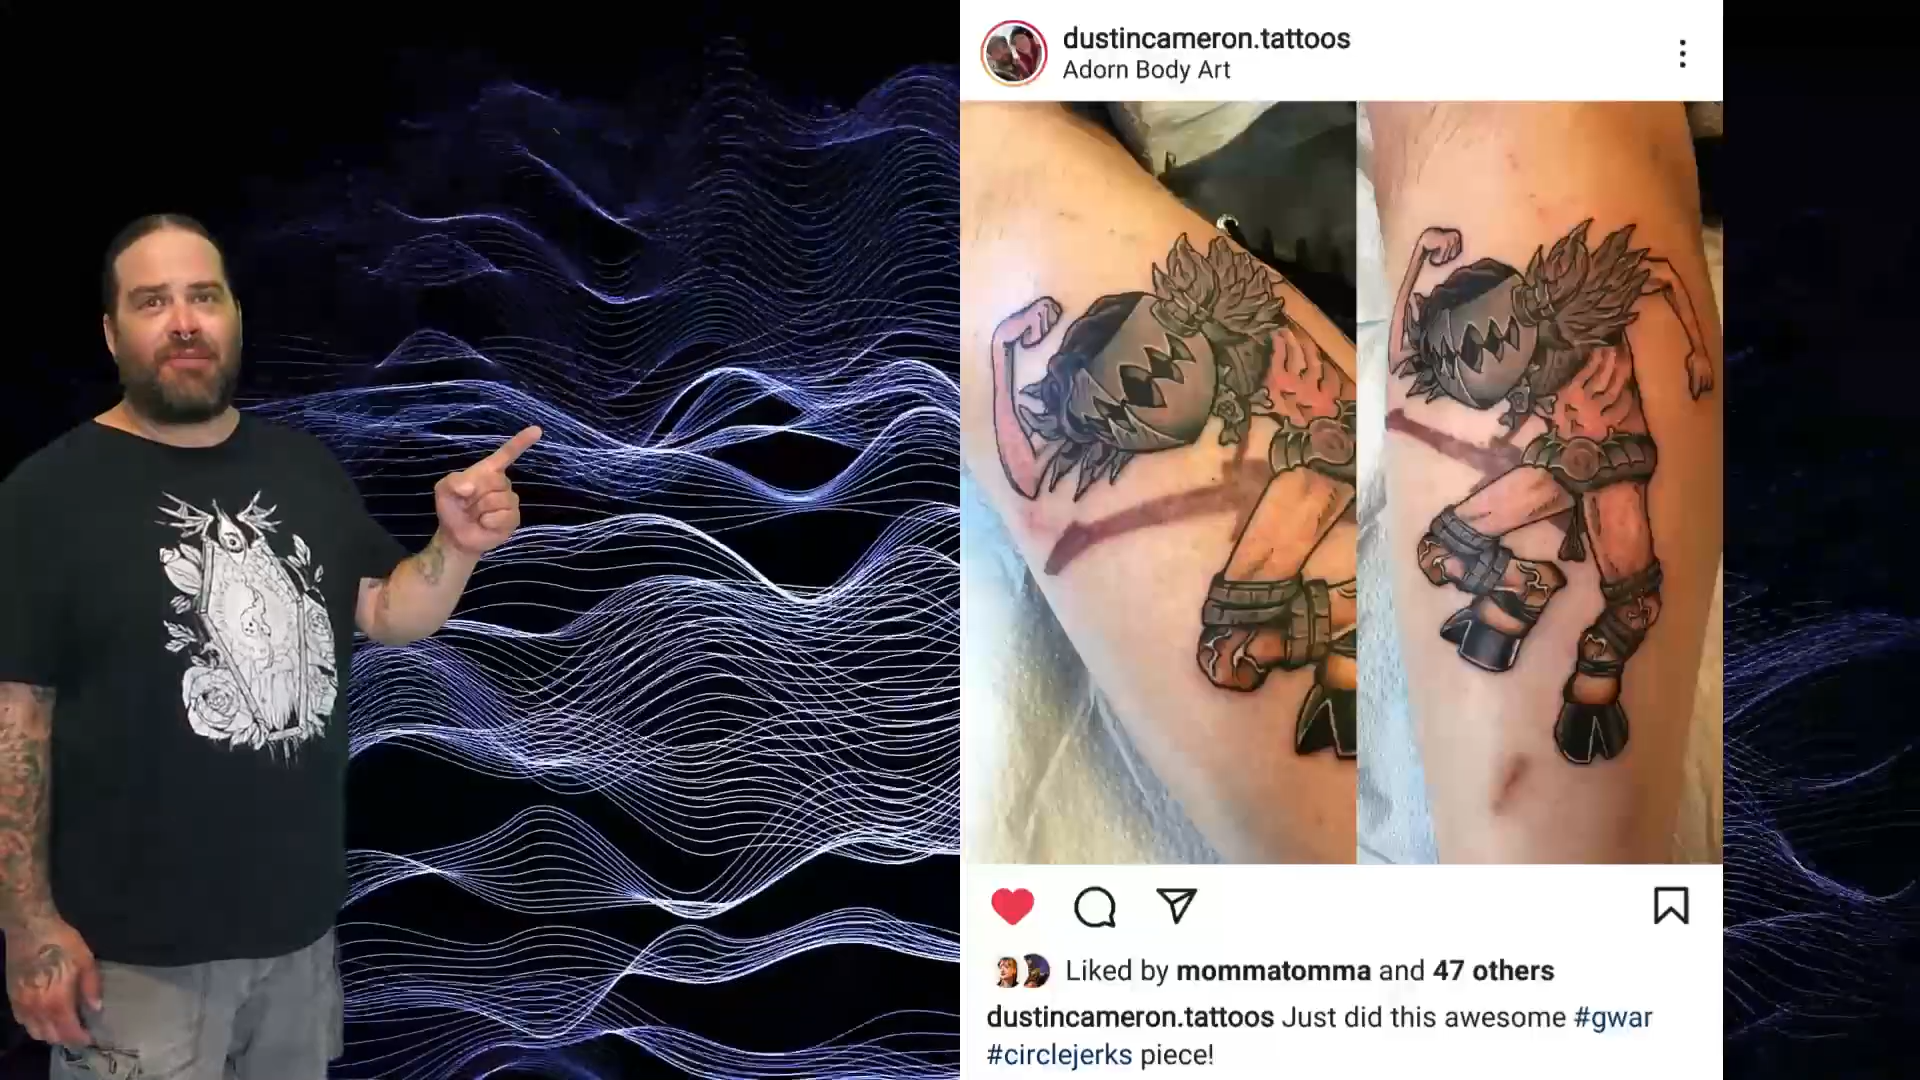 dustincameron.tattoos
Adorn Body Art
Liked by mommatomma and 47 others
dustincameron.tattoos Just did this awesome #gwar
#circlejerks piece!